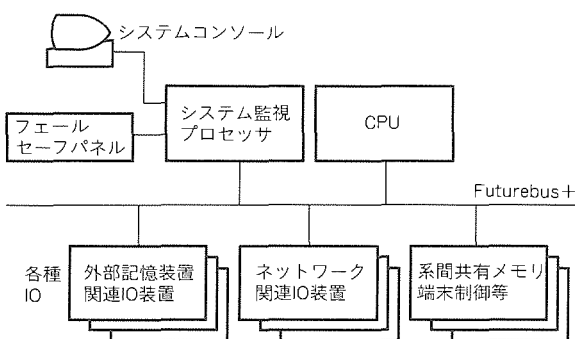 システムコンソール
システム監視
プロセッサ
CPU
フェール
セーフパネル
Futurebus+
各種
IO
外部記憶装置
関連IO装置
ネットワーク
関連IO装置
系間共有メモリ
端末制御等